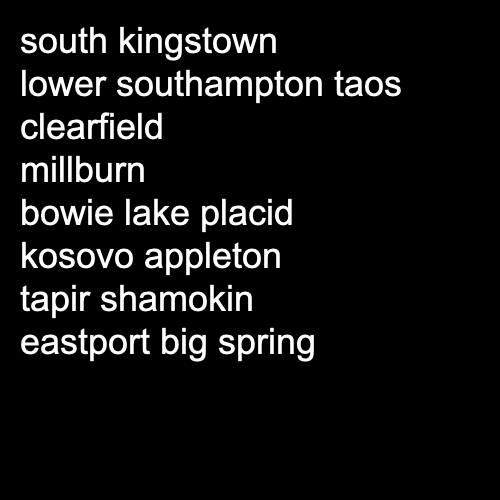 south kingstown
lower southampton taos
clearfield
millburn
bowie lake placid
kosovo appleton
tapir shamokin
eastport big spring